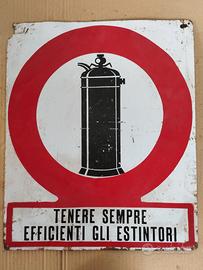 TENERE SEMPRE
EFFICIENTI GLI ESTINTORI